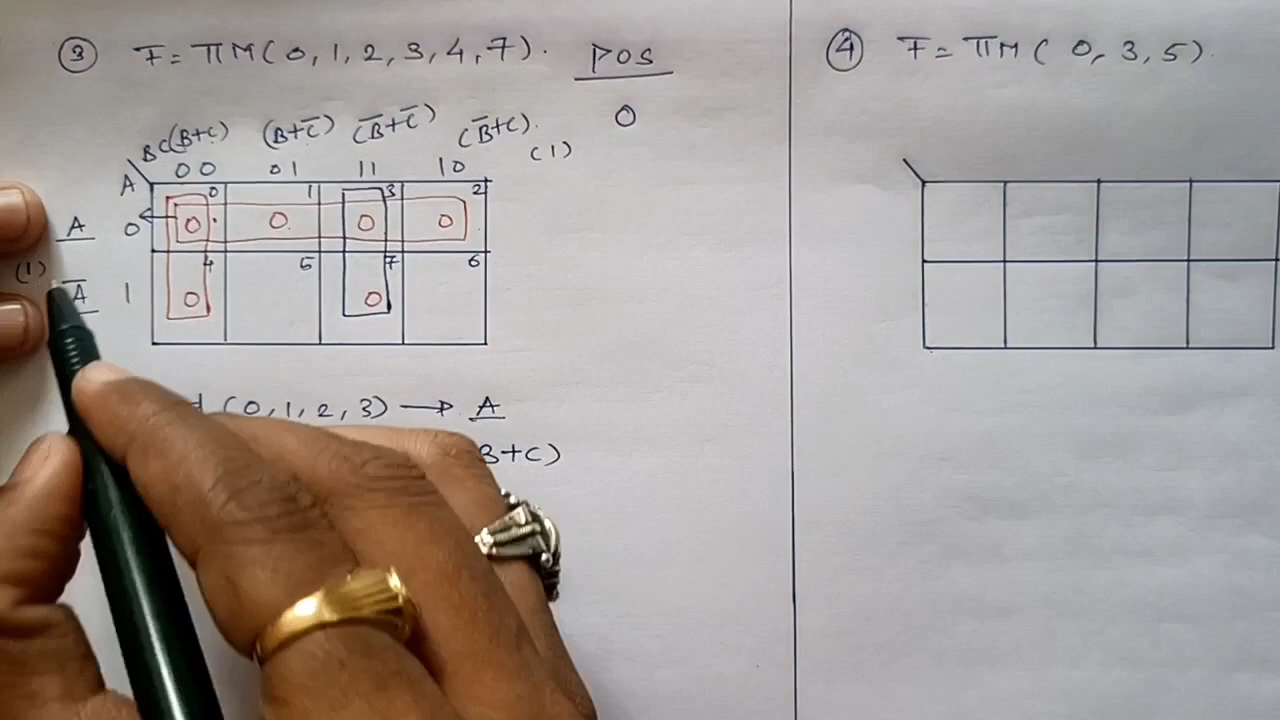 ③ F = πM(0,1,2,3,4,7). POS
0
BC (B+C) (B+C̅) (B̅+C̅) (B̅+C). (1)
00 01 11 10
A
0 1 3 2
A 0 0 0 0 0
4 5 7 6
(1) A̅ 1 0 0
(0,1,2,3) → A
B+C)
④ F = πM( 0, 3, 5).